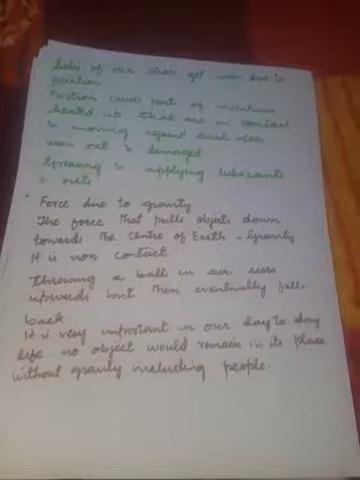 Soles of our shoes get worn due to
friction
Friction causes parts of machines
heated up that are in contact
& moving against each other
worn out & damaged
Greasing & applying lubricants
& oils
Force due to gravity
The force that pulls objects down
towards the centre of Earth - Gravity
It is non contact
Throwing a ball in air rises
upwards but then eventually falls
back.
It is very important in our day to day
life. no object would remain in its place
without gravity including people.